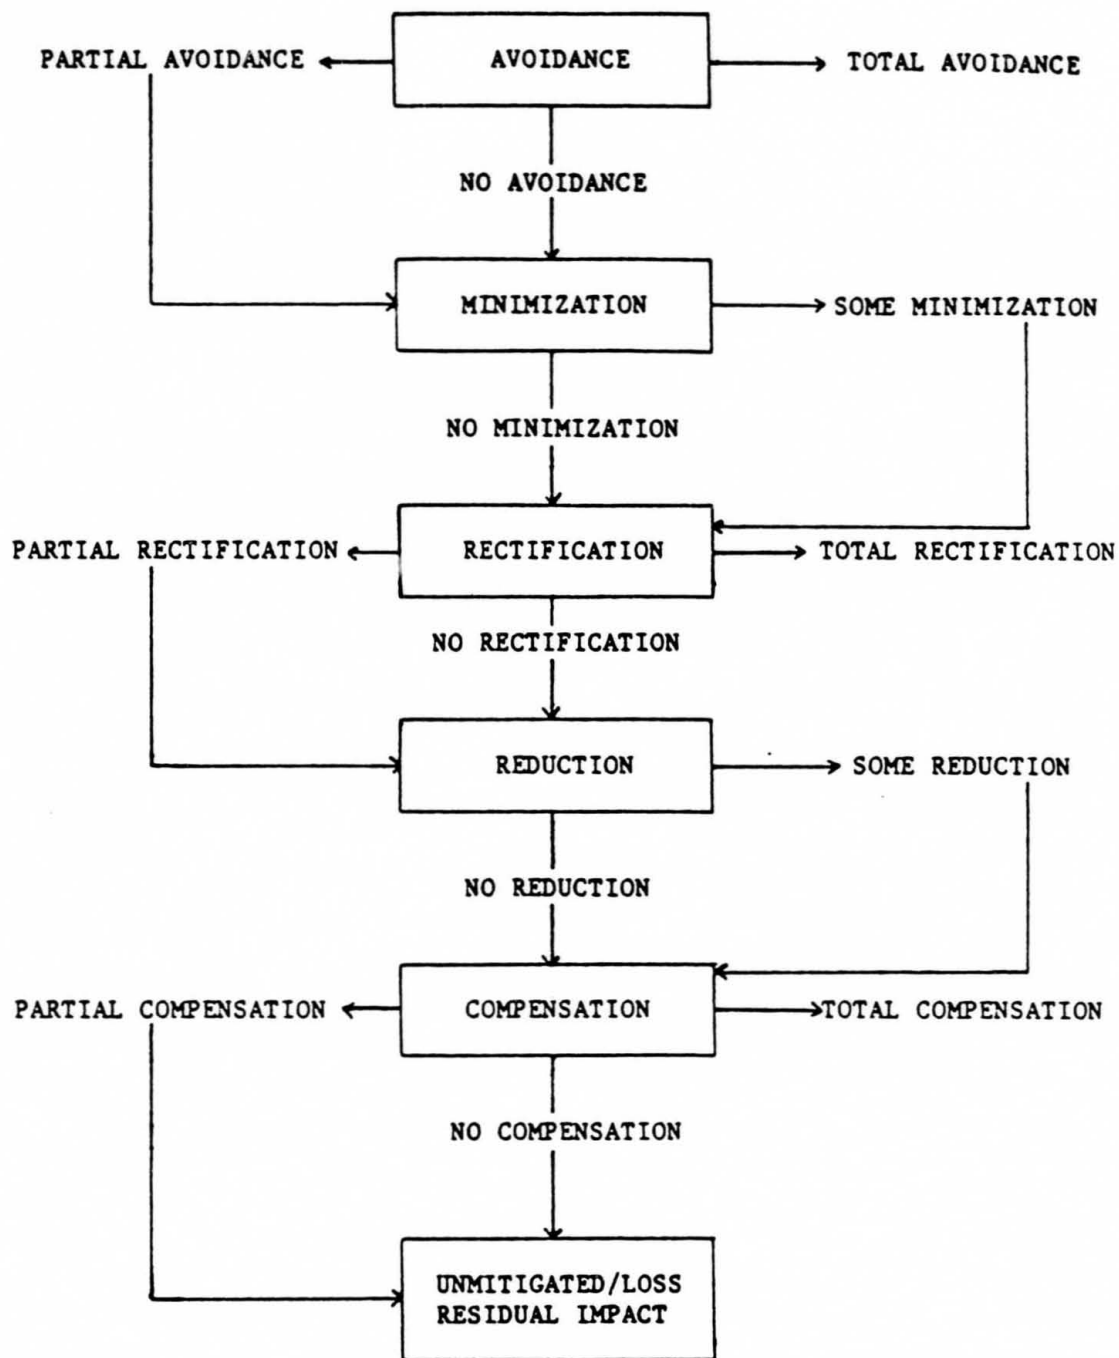 PARTIAL AVOIDANCE
AVOIDANCE
TOTAL AVOIDANCE
NO AVOIDANCE
MINIMIZATION
SOME MINIMIZATION
NO MINIMIZATION
PARTIAL RECTIFICATION
RECTIFICATION
TOTAL RECTIFICATION
NO RECTIFICATION
REDUCTION
SOME REDUCTION
NO REDUCTION
PARTIAL COMPENSATION
COMPENSATION
TOTAL COMPENSATION
NO COMPENSATION
UNMITIGATED/LOSS
RESIDUAL IMPACT